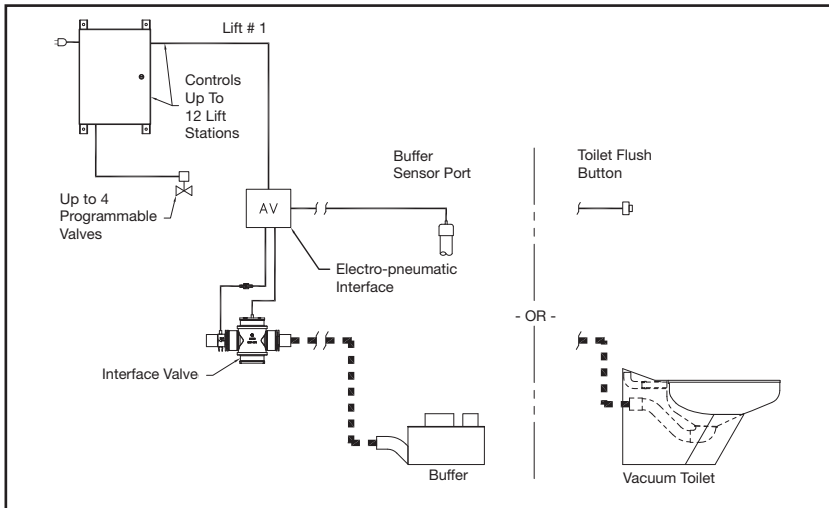 Lift # 1
Controls
Up To
12 Lift
Stations
Up to 4
Programmable
Valves
Buffer
Sensor Port
Toilet Flush
Button
AV
Electro-pneumatic
Interface
- OR -
Interface Valve
Buffer
Vacuum Toilet